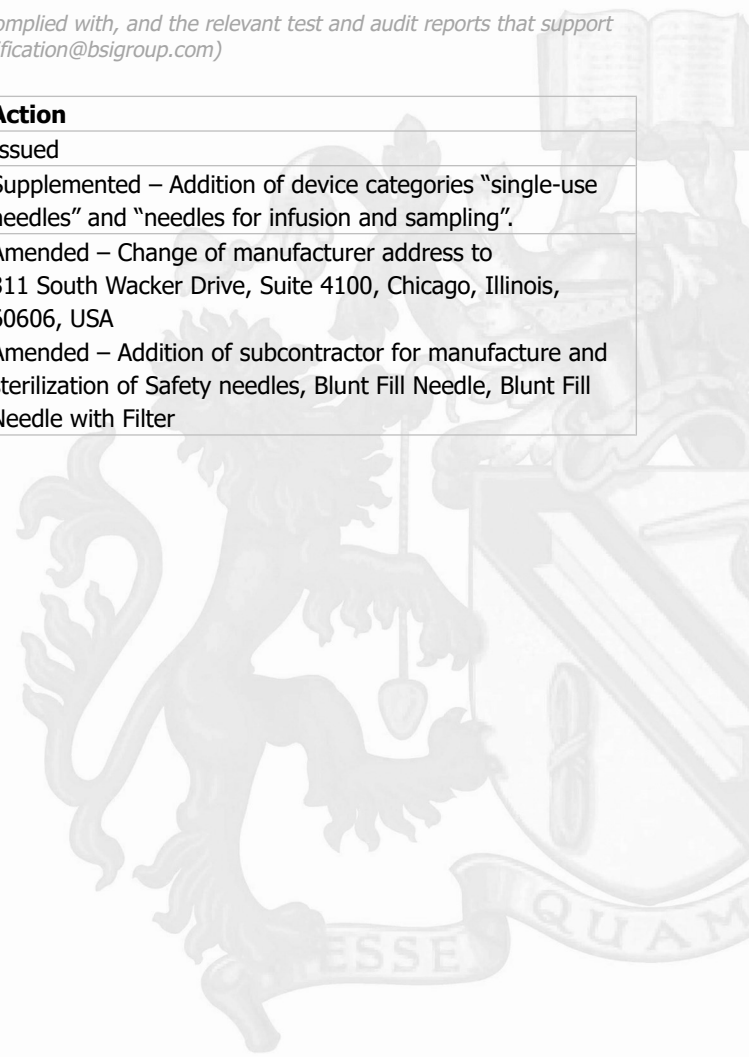 omplied with, and the relevant test and audit reports that support
ification@bsigroup.com)
Action
Issued
Supplemented – Addition of device categories “single-use
needles” and “needles for infusion and sampling”.
Amended – Change of manufacturer address to
311 South Wacker Drive, Suite 4100, Chicago, Illinois,
60606, USA
Amended – Addition of subcontractor for manufacture and
sterilization of Safety needles, Blunt Fill Needle, Blunt Fill
Needle with Filter
ESSE QUAM